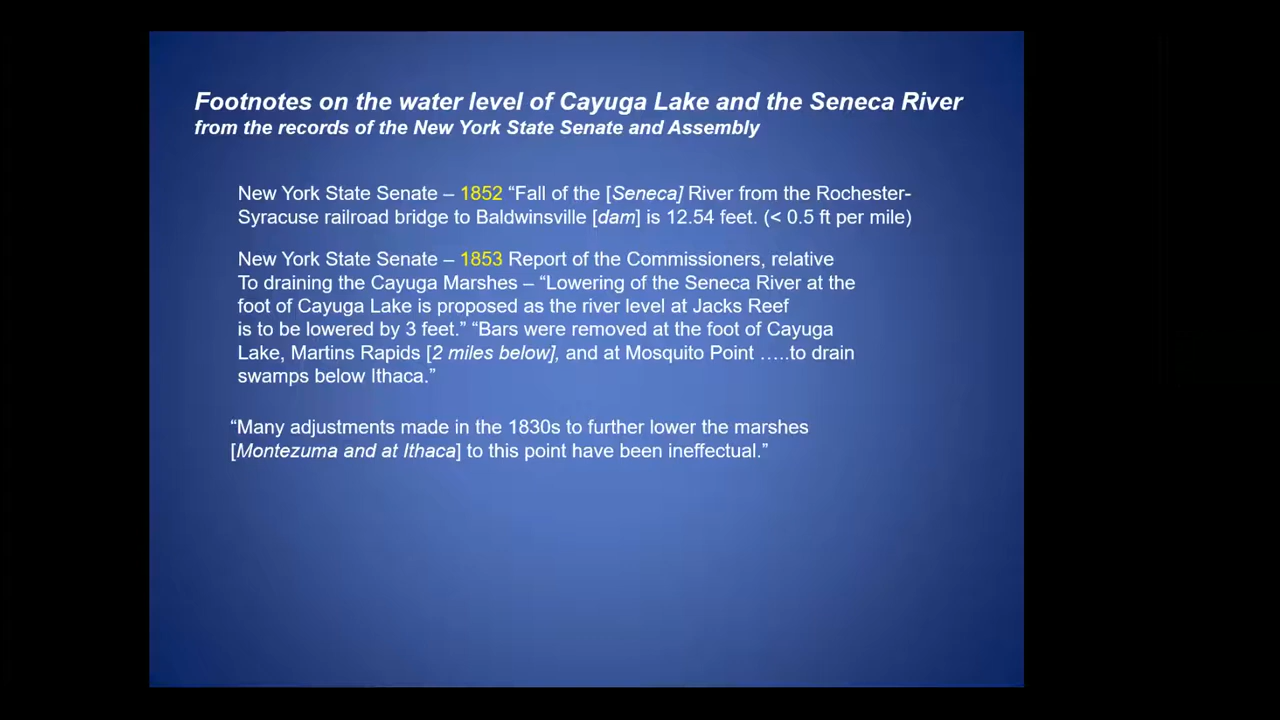 Footnotes on the water level of Cayuga Lake and the Seneca River
from the records of the New York State Senate and Assembly
New York State Senate – 1852 “Fall of the [Seneca] River from the Rochester-
Syracuse railroad bridge to Baldwinsville [dam] is 12.54 feet. (< 0.5 ft per mile)
New York State Senate – 1853 Report of the Commissioners, relative
To draining the Cayuga Marshes – “Lowering of the Seneca River at the
foot of Cayuga Lake is proposed as the river level at Jacks Reef
is to be lowered by 3 feet.” “Bars were removed at the foot of Cayuga
Lake, Martins Rapids [2 miles below], and at Mosquito Point …..to drain
swamps below Ithaca.”
“Many adjustments made in the 1830s to further lower the marshes
[Montezuma and at Ithaca] to this point have been ineffectual.”